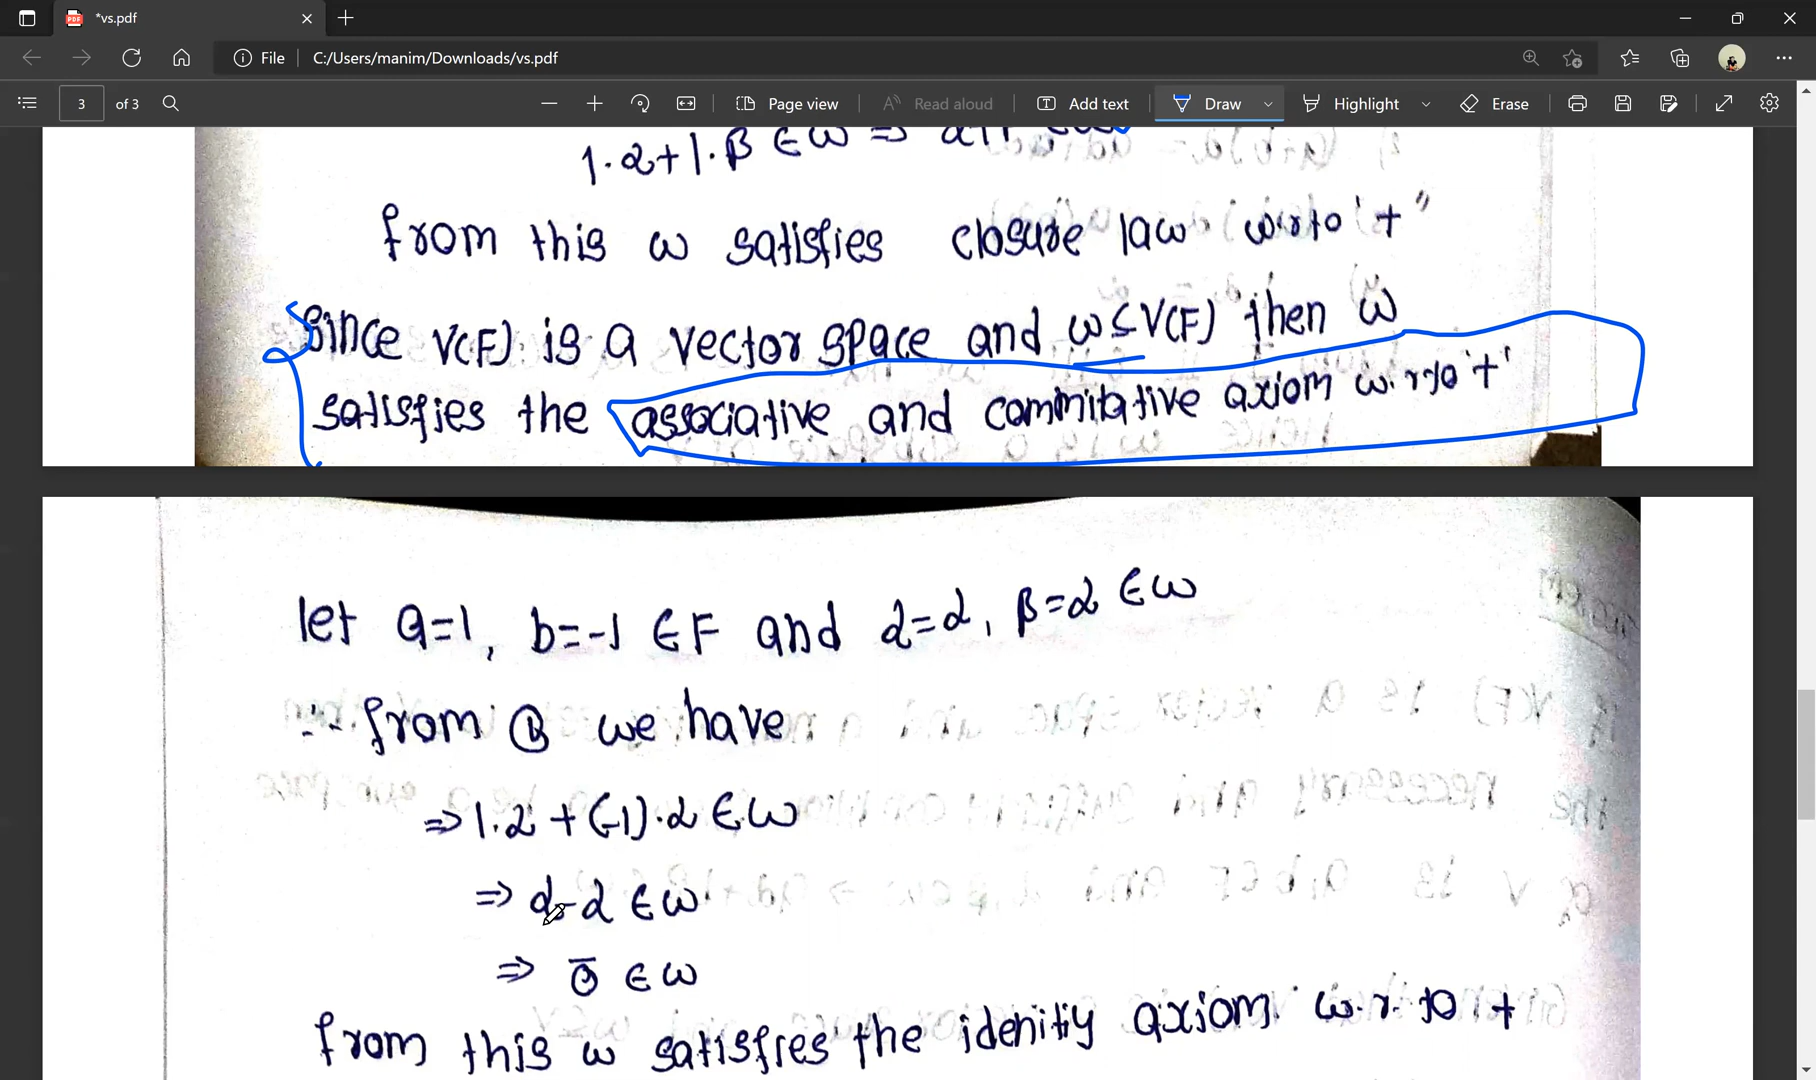 *vs.pdf
File C:/Users/manim/Downloads/vs.pdf
3 of 3 Page view Read aloud Add text Draw Highlight Erase
1.α+1.β ∈ω ⇒
from this ω satisfies closure law w.r.to '+"
Since V(F) is a vector space and ω⊆V(F) then ω
satisfies the associative and commitative axiom w.r.to '+'
let a=1, b=-1 ∈F and α=α, β=α ∈ω
∴ from Ⓑ we have
⇒ 1.α + (-1).α ∈ω
⇒ α-α ∈ω
⇒ ō ∈ω
from this ω satisfies the idenity axiom w.r.to +